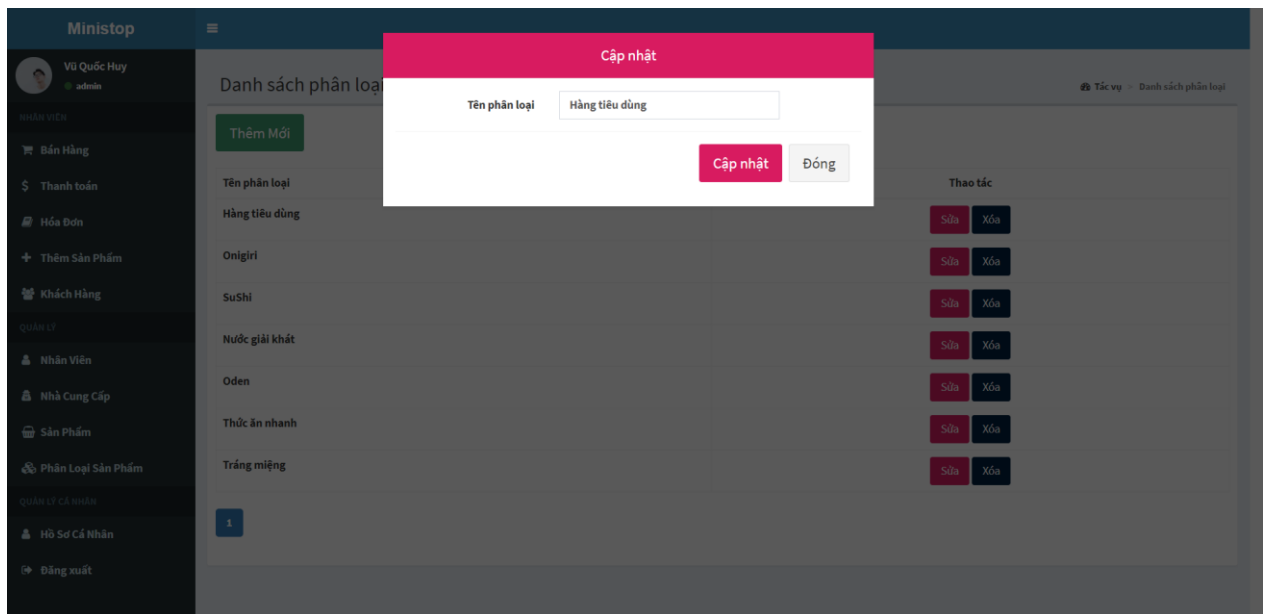 Ministop
Vũ Quốc Huy
admin
NHÂN VIÊN
Bán Hàng
Thanh toán
Hóa Đơn
Thêm Sản Phẩm
Khách Hàng
QUẢN LÝ
Nhân Viên
Nhà Cung Cấp
Sản Phẩm
Phân Loại Sản Phẩm
QUẢN LÝ CÁ NHÂN
Hồ Sơ Cá Nhân
Đăng xuất
Cập nhật
Tên phân loại Hàng tiêu dùng
Cập nhật Đóng
Danh sách phân loại
Tác vụ > Danh sách phân loại
Thêm Mới
Tên phân loại Thao tác
Hàng tiêu dùng Sửa Xóa
Onigiri Sửa Xóa
SuShi Sửa Xóa
Nước giải khát Sửa Xóa
Oden Sửa Xóa
Thức ăn nhanh Sửa Xóa
Tráng miệng Sửa Xóa
1